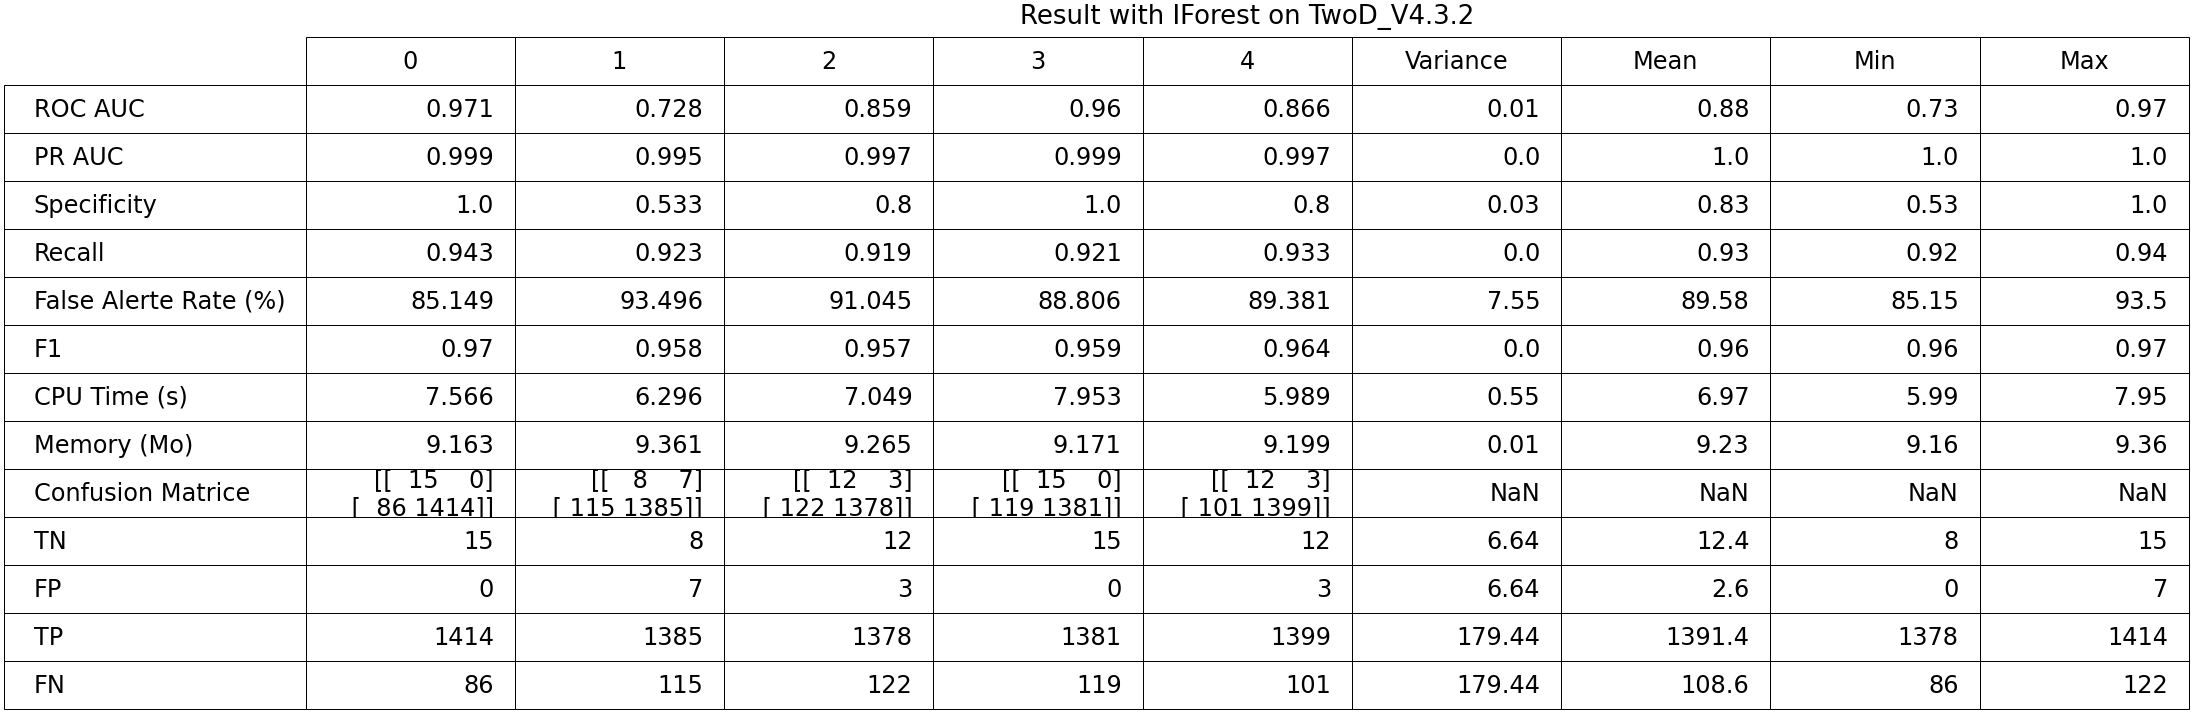 Result with IForest on TwoD_V4.3.2
0 1 2 3 4 Variance Mean Min Max
ROC AUC 0.971 0.728 0.859 0.96 0.866 0.01 0.88 0.73 0.97
PR AUC 0.999 0.995 0.997 0.999 0.997 0.0 1.0 1.0 1.0
Specificity 1.0 0.533 0.8 1.0 0.8 0.03 0.83 0.53 1.0
Recall 0.943 0.923 0.919 0.921 0.933 0.0 0.93 0.92 0.94
False Alerte Rate (%) 85.149 93.496 91.045 88.806 89.381 7.55 89.58 85.15 93.5
F1 0.97 0.958 0.957 0.959 0.964 0.0 0.96 0.96 0.97
CPU Time (s) 7.566 6.296 7.049 7.953 5.989 0.55 6.97 5.99 7.95
Memory (Mo) 9.163 9.361 9.265 9.171 9.199 0.01 9.23 9.16 9.36
[[ 15 0] [[ 8 7] [[ 12 3] [[ 15 0] [[ 12 3]
Confusion Matrice NaN NaN NaN NaN
[ 86 1414]] [ 115 1385]] [ 122 1378]] [ 119 1381]] [ 101 1399]]
TN 15 8 12 15 12 6.64 12.4 8 15
FP 0 7 3 0 3 6.64 2.6 0 7
TP 1414 1385 1378 1381 1399 179.44 1391.4 1378 1414
FN 86 115 122 119 101 179.44 108.6 86 122